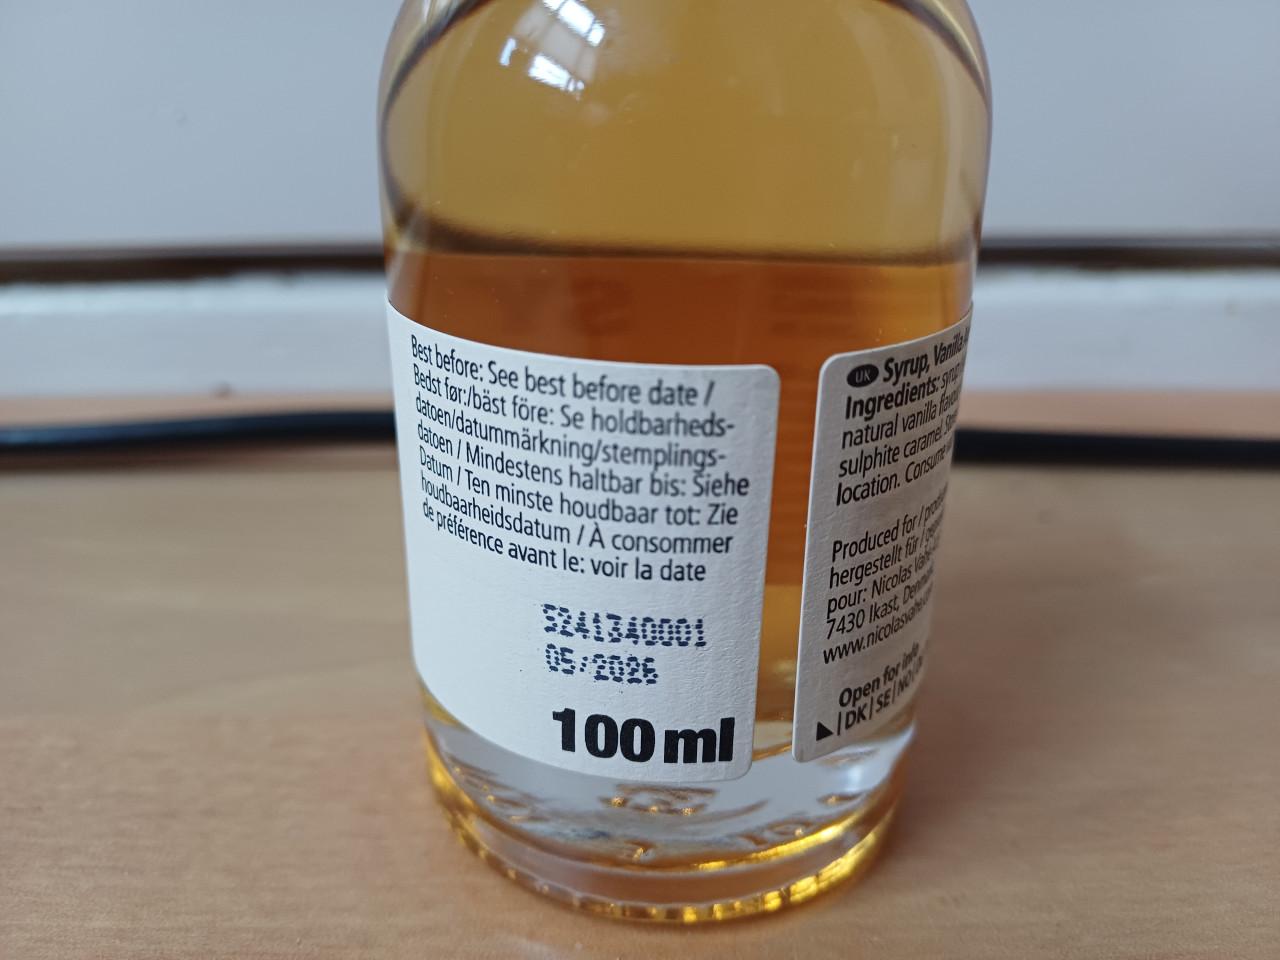 Best before: See best before date /
Bedst før:/bäst före: Se holdbarheds-
datoen/datummärkning/stemplings-
datoen / Mindestens haltbar bis: Siehe
Datum / Ten minste houdbaar tot: Zie
houdbaarheidsdatum / À consommer
de préférence avant le: voir la date
5241340001
05/2026
100 ml
UK Syrup, Vanilla
Ingredients: syrup
natural vanilla
sulphite caramel.
location. Consume
Produced for /
hergestellt für /
pour: Nicolas Vahé
7430 Ikast, Denmark
www.nicolasvahe
Open for info
| DK | SE | NO